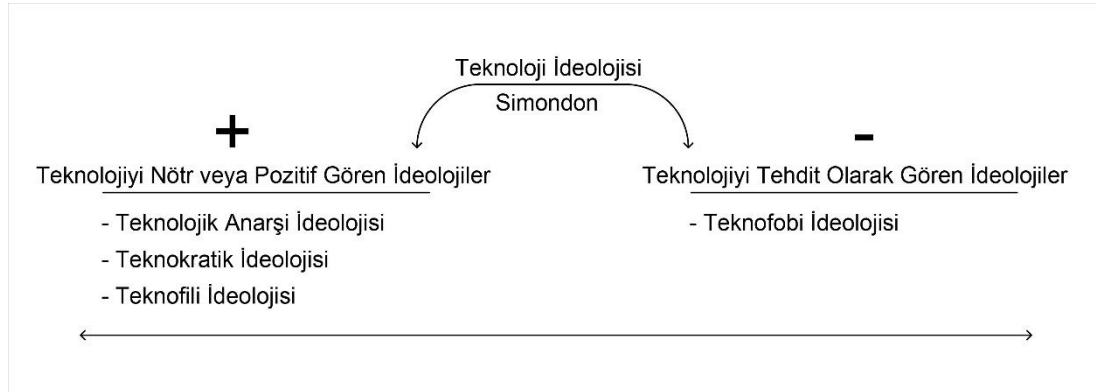 Teknoloji İdeolojisi
Simondon
+
-
Teknolojiyi Nötr veya Pozitif Gören İdeolojiler
- Teknolojik Anarşi İdeolojisi
- Teknokratik İdeolojisi
- Teknofili İdeolojisi
Teknolojiyi Tehdit Olarak Gören İdeolojiler
- Teknofobi İdeolojisi